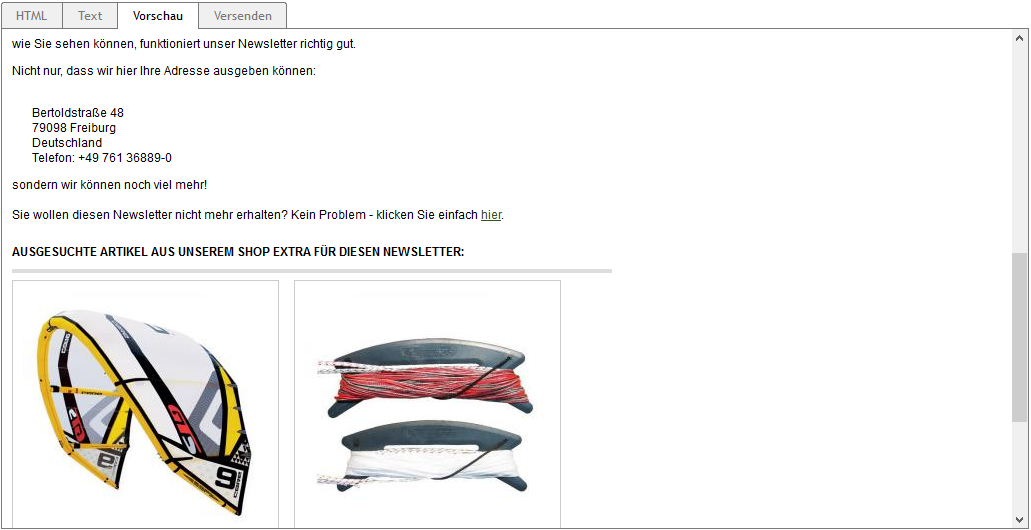 HTML Text Vorschau Versenden
wie Sie sehen können, funktioniert unser Newsletter richtig gut.
Nicht nur, dass wir hier Ihre Adresse ausgeben können:
Bertoldstraße 48
79098 Freiburg
Deutschland
Telefon: +49 761 36889-0
sondern wir können noch viel mehr!
Sie wollen diesen Newsletter nicht mehr erhalten? Kein Problem - klicken Sie einfach hier.
AUSGESUCHTE ARTIKEL AUS UNSEREM SHOP EXTRA FÜR DIESEN NEWSLETTER:
9